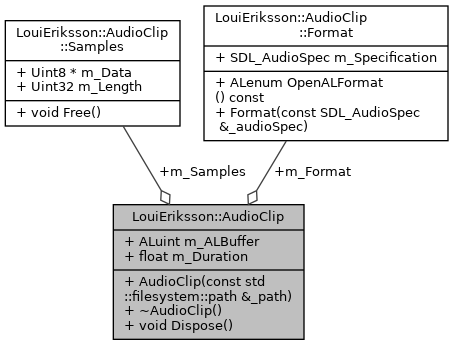 LouiEriksson::AudioClip
::Samples
+ Uint8 * m_Data
+ Uint32 m_Length
+ void Free()
LouiEriksson::AudioClip
::Format
+ SDL_AudioSpec m_Specification
+ ALenum OpenALFormat
() const
+ Format(const SDL_AudioSpec
&_audioSpec)
+m_Samples
+m_Format
LouiEriksson::AudioClip
+ ALuint m_ALBuffer
+ float m_Duration
+ AudioClip(const std
::filesystem::path &_path)
+ ~AudioClip()
+ void Dispose()